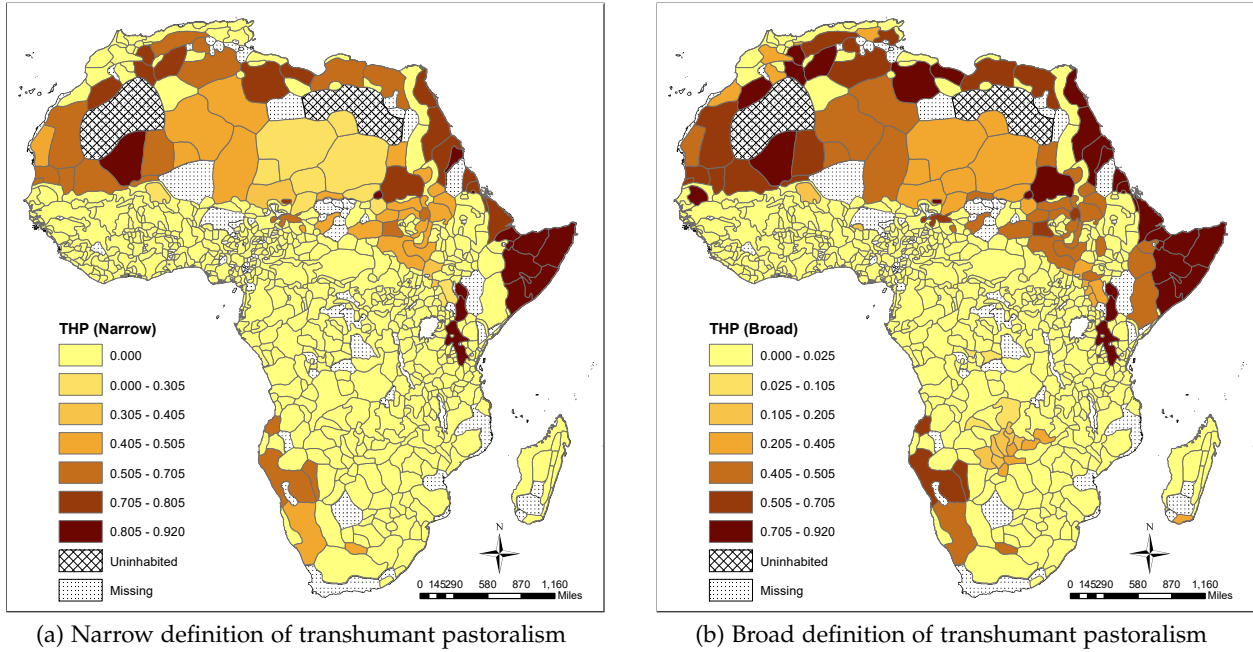 THP (Narrow)
0.000
0.000 - 0.305
0.305 - 0.405
0.405 - 0.505
0.505 - 0.705
0.705 - 0.805
0.805 - 0.920
Uninhabited
Missing
N
0 145290 580 870 1,160
Miles
(a) Narrow definition of transhumant pastoralism
THP (Broad)
0.000 - 0.025
0.025 - 0.105
0.105 - 0.205
0.205 - 0.405
0.405 - 0.505
0.505 - 0.705
0.705 - 0.920
Uninhabited
Missing
N
0 145290 580 870 1,160
Miles
(b) Broad definition of transhumant pastoralism